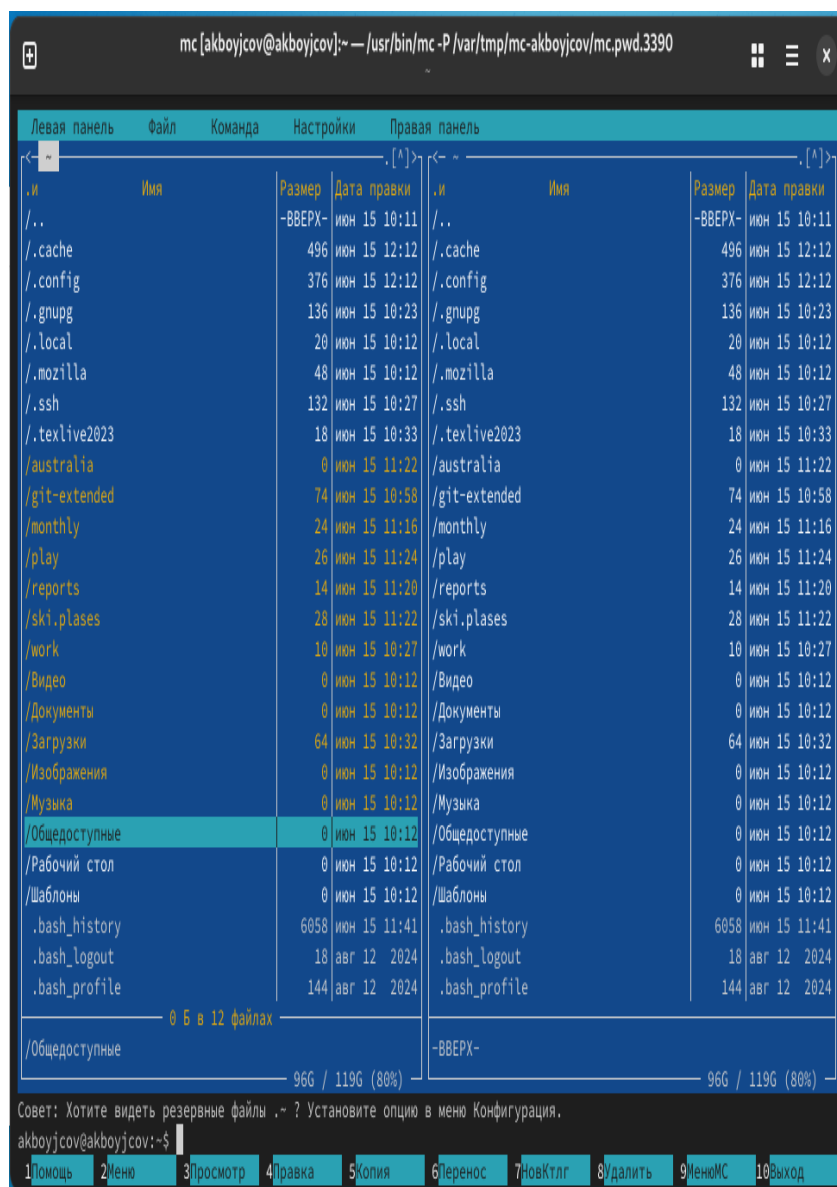 mc [akboyjcov@akboyjcov]:~ — /usr/bin/mc -P /var/tmp/mc-akboyjcov/mc.pwd.3390
~
Левая панель Файл Команда Настройки Правая панель
<- ~ .[^]> <- ~ .[^]>
.и Имя Размер Дата правки .и Имя Размер Дата правки
/.. -ВВЕРХ- июн 15 10:11 /.. -ВВЕРХ- июн 15 10:11
/.cache 496 июн 15 12:12 /.cache 496 июн 15 12:12
/.config 376 июн 15 12:12 /.config 376 июн 15 12:12
/.gnupg 136 июн 15 10:23 /.gnupg 136 июн 15 10:23
/.local 20 июн 15 10:12 /.local 20 июн 15 10:12
/.mozilla 48 июн 15 10:12 /.mozilla 48 июн 15 10:12
/.ssh 132 июн 15 10:27 /.ssh 132 июн 15 10:27
/.texlive2023 18 июн 15 10:33 /.texlive2023 18 июн 15 10:33
/australia 0 июн 15 11:22 /australia 0 июн 15 11:22
/git-extended 74 июн 15 10:58 /git-extended 74 июн 15 10:58
/monthly 24 июн 15 11:16 /monthly 24 июн 15 11:16
/play 26 июн 15 11:24 /play 26 июн 15 11:24
/reports 14 июн 15 11:20 /reports 14 июн 15 11:20
/ski.plases 28 июн 15 11:22 /ski.plases 28 июн 15 11:22
/work 10 июн 15 10:27 /work 10 июн 15 10:27
/Видео 0 июн 15 10:12 /Видео 0 июн 15 10:12
/Документы 0 июн 15 10:12 /Документы 0 июн 15 10:12
/Загрузки 64 июн 15 10:32 /Загрузки 64 июн 15 10:32
/Изображения 0 июн 15 10:12 /Изображения 0 июн 15 10:12
/Музыка 0 июн 15 10:12 /Музыка 0 июн 15 10:12
/Общедоступные 0 июн 15 10:12 /Общедоступные 0 июн 15 10:12
/Рабочий стол 0 июн 15 10:12 /Рабочий стол 0 июн 15 10:12
/Шаблоны 0 июн 15 10:12 /Шаблоны 0 июн 15 10:12
.bash_history 6058 июн 15 11:41 .bash_history 6058 июн 15 11:41
.bash_logout 18 авг 12 2024 .bash_logout 18 авг 12 2024
.bash_profile 144 авг 12 2024 .bash_profile 144 авг 12 2024
0 Б в 12 файлах
/Общедоступные -ВВЕРХ-
96G / 119G (80%) 96G / 119G (80%)
Совет: Хотите видеть резервные файлы .~ ? Установите опцию в меню Конфигурация.
akboyjcov@akboyjcov:~$
1Помощь 2Меню 3Просмотр 4Правка 5Копия 6Перенос 7НовКтлг 8Удалить 9МенюМС 10Выход